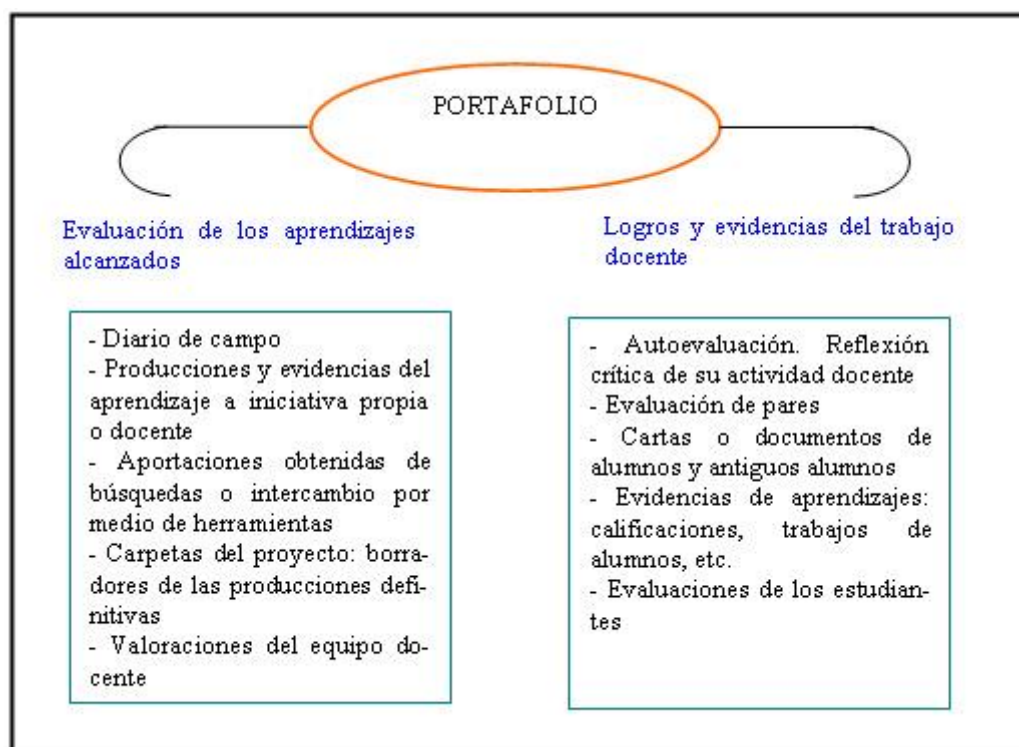 PORTAFOLIO
Evaluación de los aprendizajes
alcanzados
- Diario de campo
- Producciones y evidencias del
aprendizaje a iniciativa propia
o docente
- Aportaciones obtenidas de
búsquedas o intercambio por
medio de herramientas
- Carpetas del proyecto: borra-
dores de las producciones defi-
nitivas
- Valoraciones del equipo do-
cente
Logros y evidencias del trabajo
docente
- Autoevaluación. Reflexión
crítica de su actividad docente
- Evaluación de pares
- Cartas o documentos de
alumnos y antiguos alumnos
- Evidencias de aprendizajes:
calificaciones, trabajos de
alumnos, etc.
- Evaluaciones de los estudian-
tes